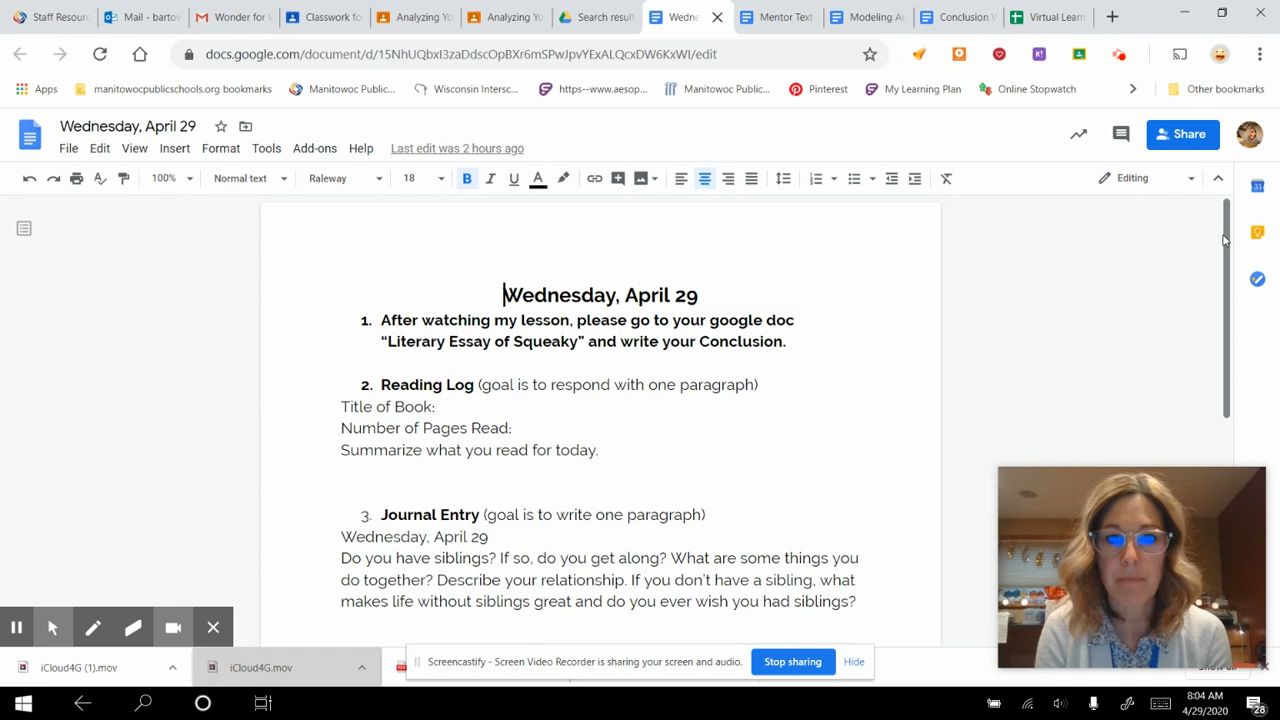 Staff Resourc
Mail - bartow
Wonder for V
Classwork fo
Analyzing Yo
Analyzing Yo
Search result
Wedne
Mentor Text
Modeling An
Conclusion V
Virtual Learn
docs.google.com/document/d/15NhUQbxI3zaDdscOpBXr6mSPwJpvYExALQcxDW6KxWI/edit
Apps
manitowocpublicschools.org bookmarks
Manitowoc Public...
Wisconsin Intersc...
https--www.aesop...
Manitowoc Public...
Pinterest
My Learning Plan
Online Stopwatch
Other bookmarks
Wednesday, April 29
File Edit View Insert Format Tools Add-ons Help Last edit was 2 hours ago
Share
100% Normal text Raleway 18 B I U A Editing
Wednesday, April 29
1. After watching my lesson, please go to your google doc
“Literary Essay of Squeaky” and write your Conclusion.
2. Reading Log (goal is to respond with one paragraph)
Title of Book:
Number of Pages Read:
Summarize what you read for today.
3. Journal Entry (goal is to write one paragraph)
Wednesday, April 29
Do you have siblings? If so, do you get along? What are some things you
do together? Describe your relationship. If you don't have a sibling, what
makes life without siblings great and do you ever wish you had siblings?
iCloud4G (1).mov
iCloud4G.mov
Screencastify - Screen Video Recorder is sharing your screen and audio.
Stop sharing
Hide
8:04 AM
4/29/2020
28